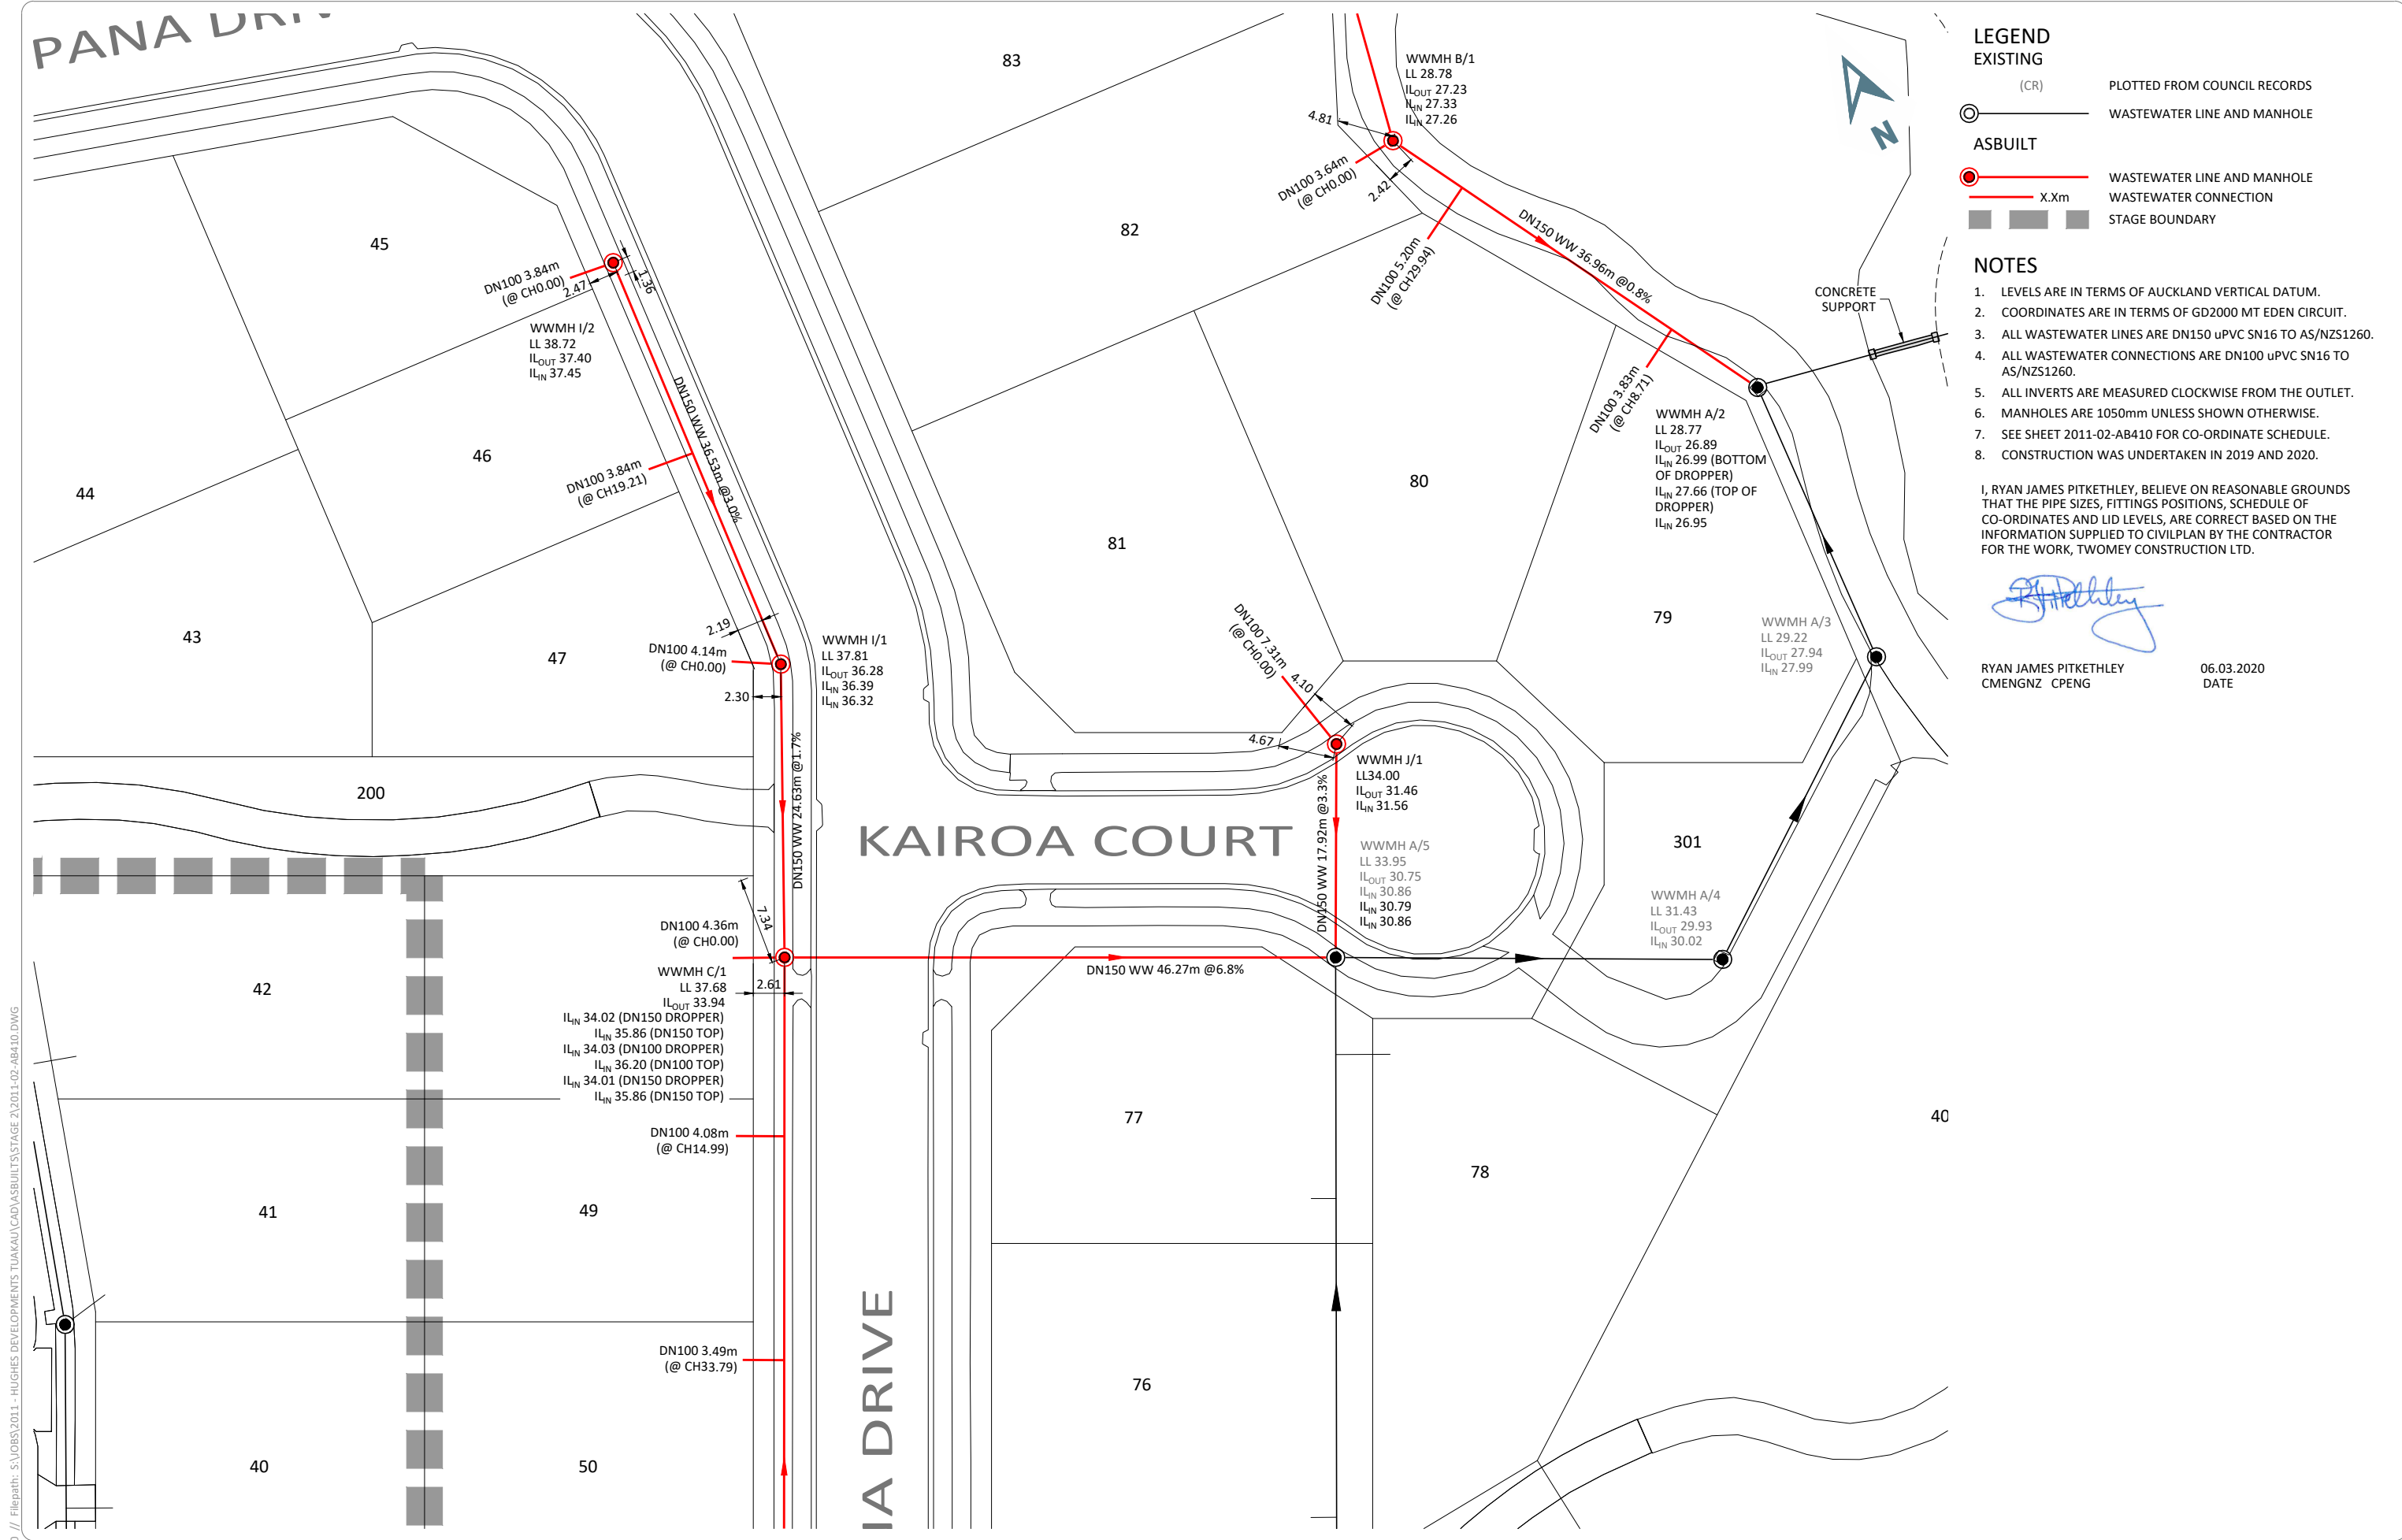 PANA DRIV
83
45
82
44
46
43
47
81
80
79
200
301
42
41
49
40
50
77
76
78
40
KAIROA COURT
IA DRIVE
WWMH B/1
LL 28.78
ILOUT 27.23
ILIN 27.33
ILIN 27.26
4.81
DN100 3.64m
(@ CH0.00)
2.42
DN100 5.20m
(@ CH29.94)
DN150 WW 36.96m @0.8%
DN100 3.83m
(@ CH8.71)
CONCRETE
SUPPORT
WWMH A/2
LL 28.77
ILOUT 26.89
ILIN 26.99 (BOTTOM
OF DROPPER)
ILIN 27.66 (TOP OF
DROPPER)
ILIN 26.95
WWMH A/3
LL 29.22
ILOUT 27.94
ILIN 27.99
DN100 3.84m
(@ CH0.00)
2.47
1.36
WWMH I/2
LL 38.72
ILOUT 37.40
ILIN 37.45
DN150 WW 36.53m @3.0%
DN100 3.84m
(@ CH19.21)
2.19
DN100 4.14m
(@ CH0.00)
2.30
WWMH I/1
LL 37.81
ILOUT 36.28
ILIN 36.39
ILIN 36.32
DN150 WW 24.63m @1.7%
DN100 7.31m
(@ CH0.00)
4.10
4.67
WWMH J/1
LL34.00
ILOUT 31.46
ILIN 31.56
DN150 WW 17.92m @3.3%
WWMH A/5
LL 33.95
ILOUT 30.75
ILIN 30.86
ILIN 30.79
ILIN 30.86
WWMH A/4
LL 31.43
ILOUT 29.93
ILIN 30.02
7.34
DN100 4.36m
(@ CH0.00)
WWMH C/1
LL 37.68
ILOUT 33.94
ILIN 34.02 (DN150 DROPPER)
ILIN 35.86 (DN150 TOP)
ILIN 34.03 (DN100 DROPPER)
ILIN 36.20 (DN100 TOP)
ILIN 34.01 (DN150 DROPPER)
ILIN 35.86 (DN150 TOP)
2.61
DN150 WW 46.27m @6.8%
DN100 4.08m
(@ CH14.99)
DN100 3.49m
(@ CH33.79)
N
LEGEND
EXISTING
(CR) PLOTTED FROM COUNCIL RECORDS
WASTEWATER LINE AND MANHOLE
ASBUILT
WASTEWATER LINE AND MANHOLE
X.Xm WASTEWATER CONNECTION
STAGE BOUNDARY
NOTES
1. LEVELS ARE IN TERMS OF AUCKLAND VERTICAL DATUM.
2. COORDINATES ARE IN TERMS OF GD2000 MT EDEN CIRCUIT.
3. ALL WASTEWATER LINES ARE DN150 uPVC SN16 TO AS/NZS1260.
4. ALL WASTEWATER CONNECTIONS ARE DN100 uPVC SN16 TO
AS/NZS1260.
5. ALL INVERTS ARE MEASURED CLOCKWISE FROM THE OUTLET.
6. MANHOLES ARE 1050mm UNLESS SHOWN OTHERWISE.
7. SEE SHEET 2011-02-AB410 FOR CO-ORDINATE SCHEDULE.
8. CONSTRUCTION WAS UNDERTAKEN IN 2019 AND 2020.
I, RYAN JAMES PITKETHLEY, BELIEVE ON REASONABLE GROUNDS
THAT THE PIPE SIZES, FITTINGS POSITIONS, SCHEDULE OF
CO-ORDINATES AND LID LEVELS, ARE CORRECT BASED ON THE
INFORMATION SUPPLIED TO CIVILPLAN BY THE CONTRACTOR
FOR THE WORK, TWOMEY CONSTRUCTION LTD.
RYAN JAMES PITKETHLEY 06.03.2020
CMENGNZ CPENG DATE
// Filepath: S:\JOBS\2011 - HUGHES DEVELOPMENTS TUAKAU\CAD\ASBUILTS\STAGE 2\2011-02-AB410.DWG